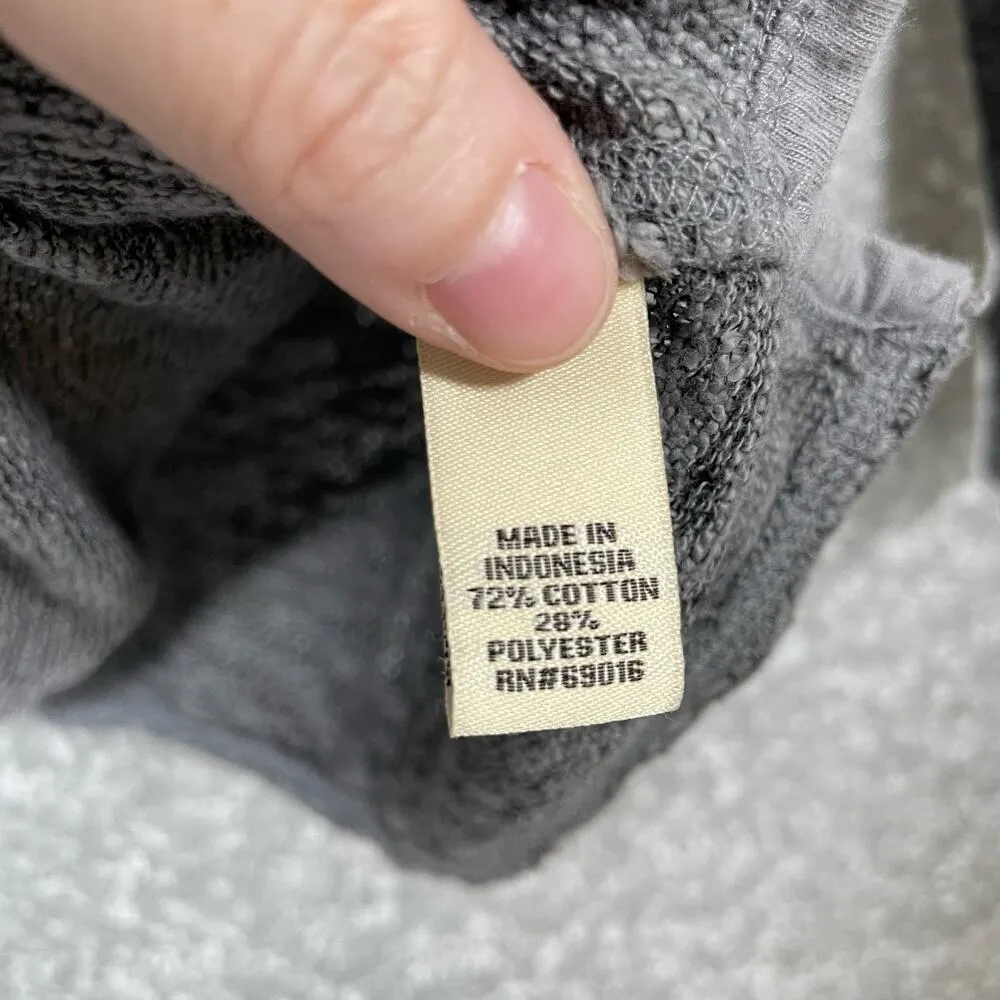 MADE IN
INDONESIA
72% COTTON
28%
POLYESTER
RN#69016